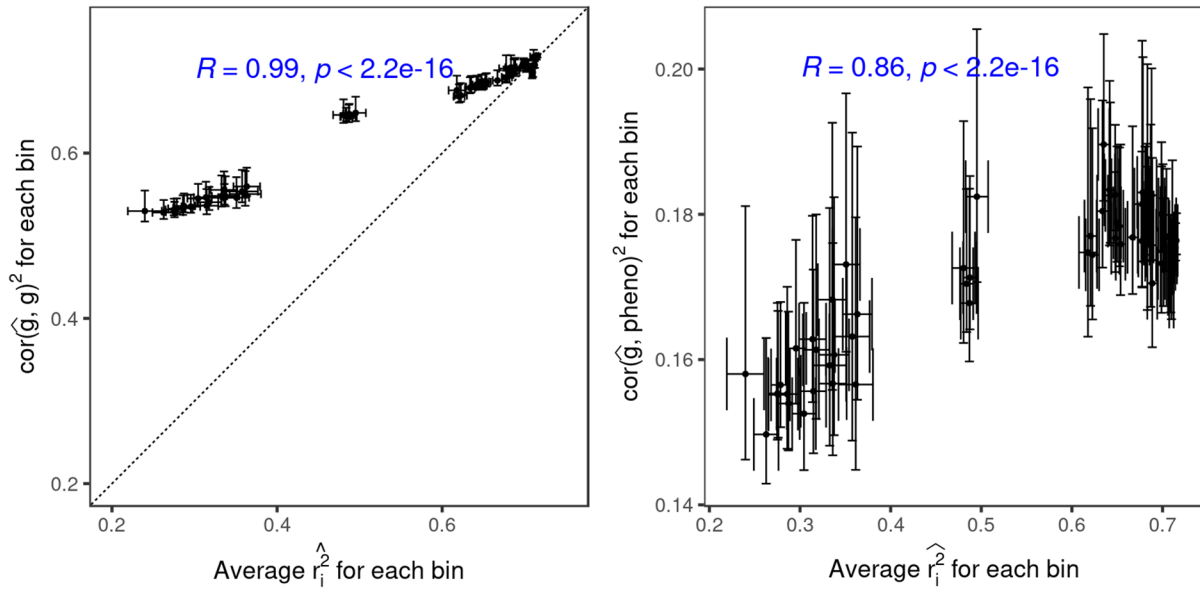 R = 0.99, p < 2.2e-16
0.6
0.4
0.2
0.2 0.4 0.6
cor(ĝ, g)² for each bin
Average r̂ᵢ² for each bin
R = 0.86, p < 2.2e-16
0.20
0.18
0.16
0.14
0.2 0.3 0.4 0.5 0.6 0.7
cor(ĝ, pheno)² for each bin
Average r̂ᵢ² for each bin